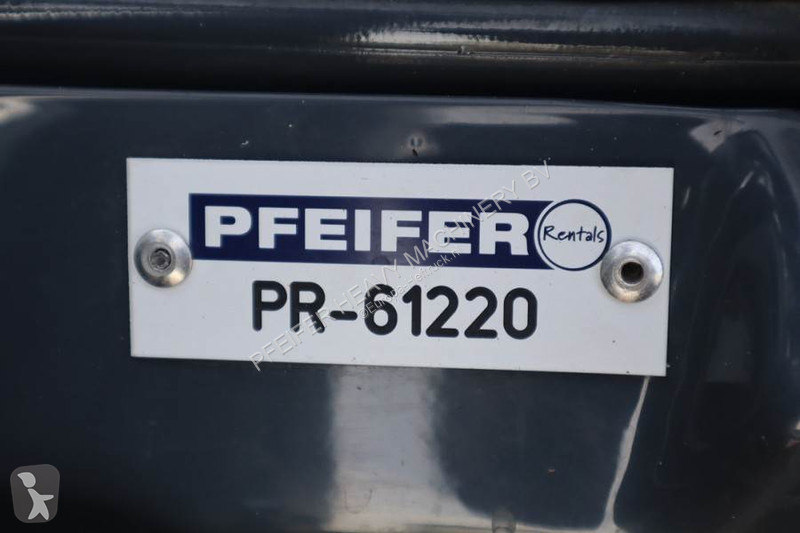 PFEIFER Rentals
PR-61220
PFEIFER HEAVY MACHINERY BV